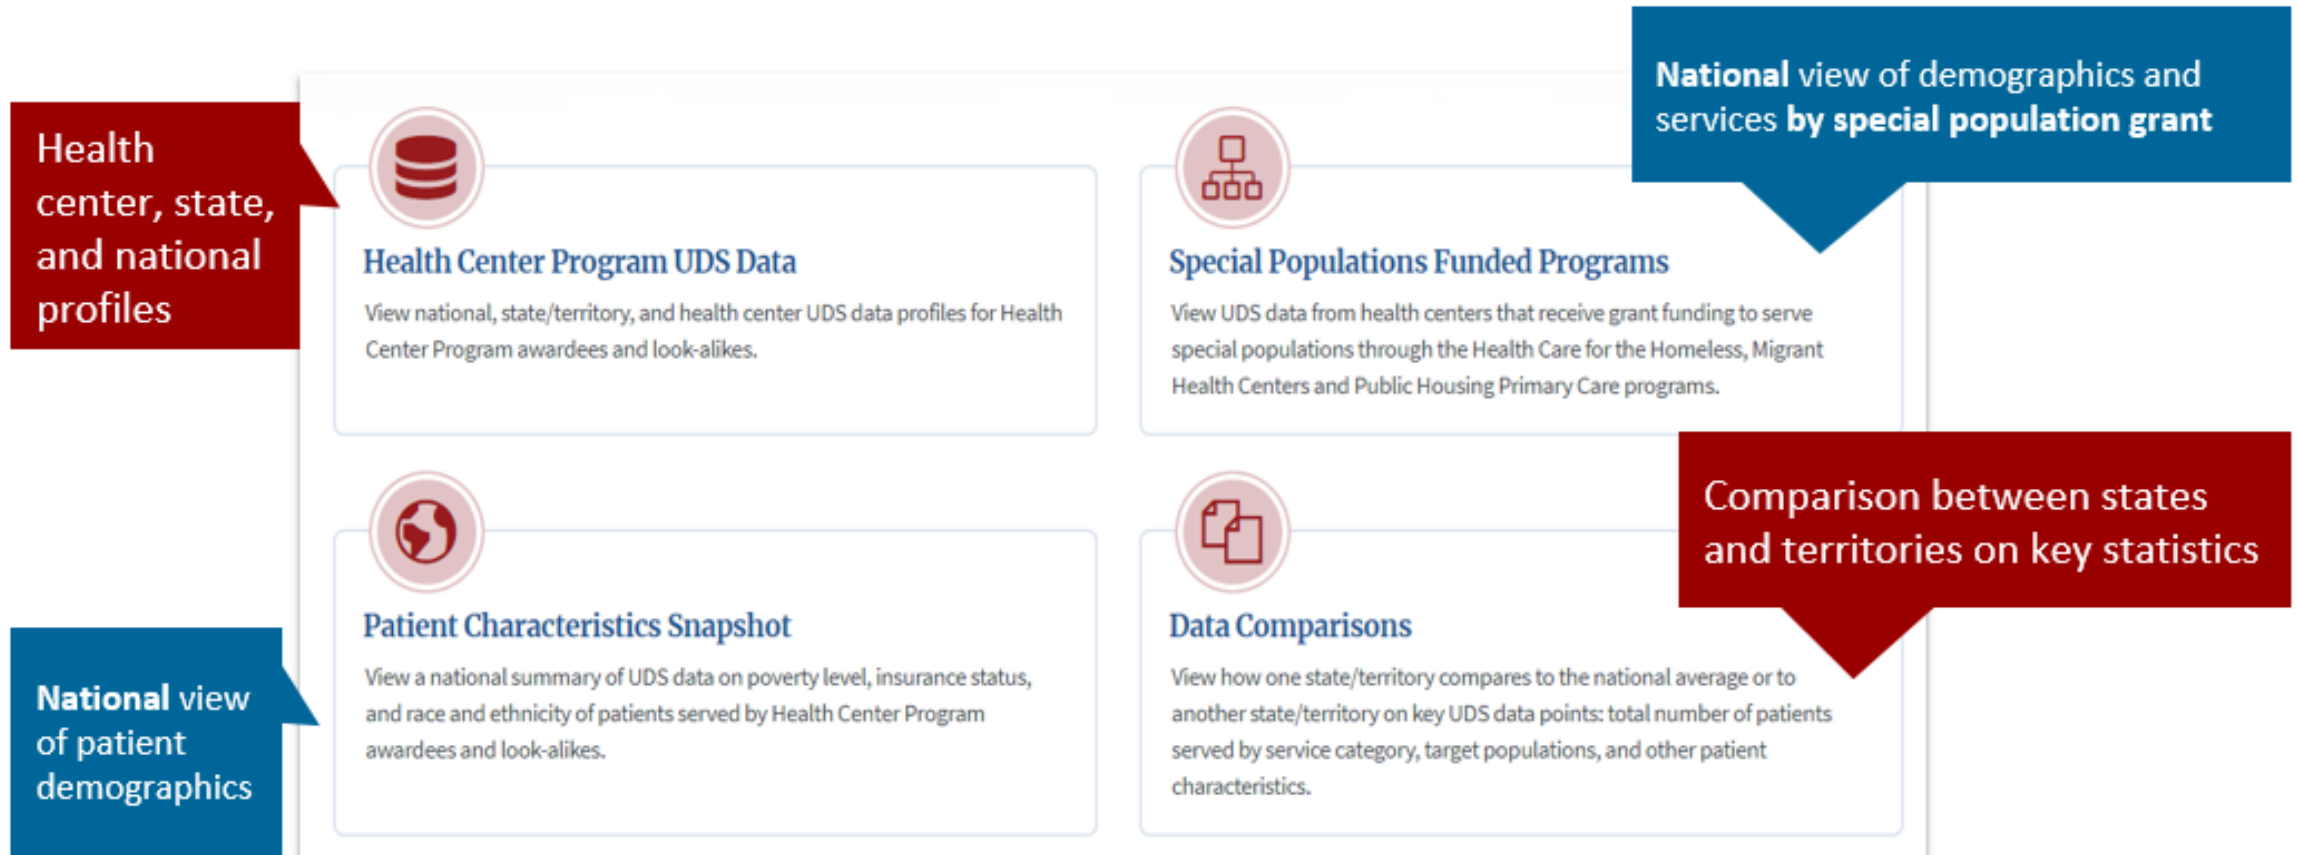 Health
center, state,
and national
profiles
National view of demographics and
services by special population grant
Health Center Program UDS Data
View national, state/territory, and health center UDS data profiles for Health
Center Program awardees and look-alikes.
Special Populations Funded Programs
View UDS data from health centers that receive grant funding to serve
special populations through the Health Care for the Homeless, Migrant
Health Centers and Public Housing Primary Care programs.
Comparison between states
and territories on key statistics
National view
of patient
demographics
Patient Characteristics Snapshot
View a national summary of UDS data on poverty level, insurance status,
and race and ethnicity of patients served by Health Center Program
awardees and look-alikes.
Data Comparisons
View how one state/territory compares to the national average or to
another state/territory on key UDS data points: total number of patients
served by service category, target populations, and other patient
characteristics.